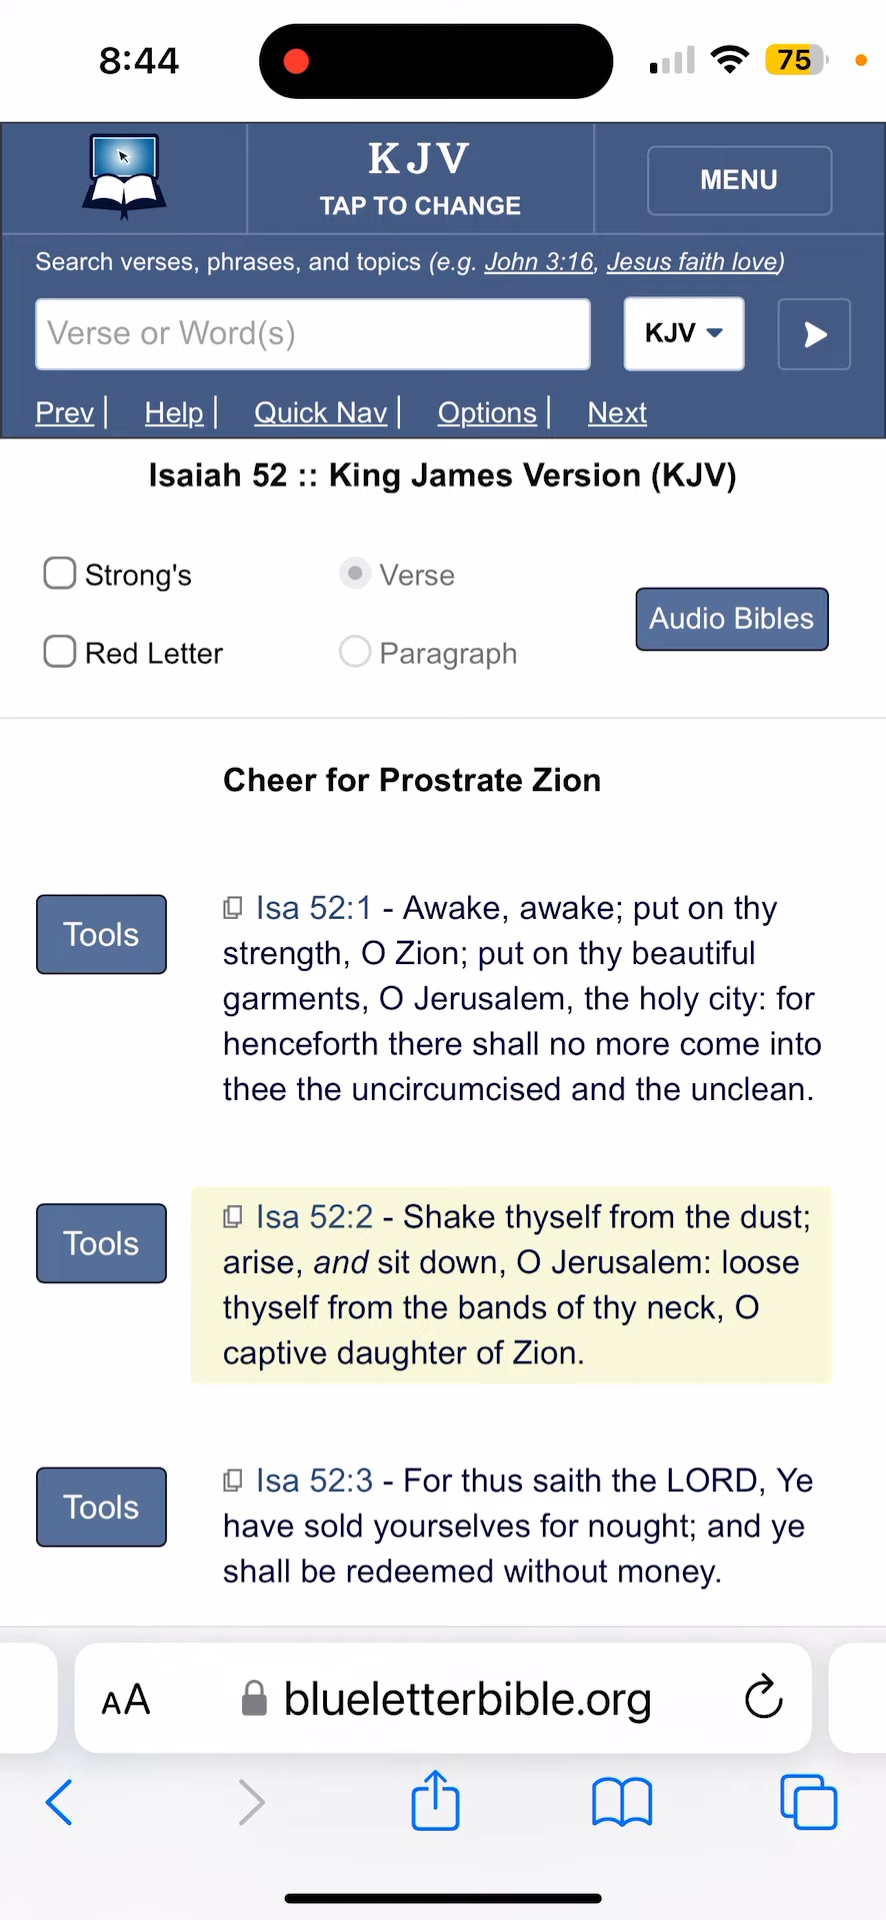 8:44
75
KJV
TAP TO CHANGE
MENU
Search verses, phrases, and topics (e.g. John 3:16, Jesus faith love)
Verse or Word(s)
KJV
Prev | Help | Quick Nav | Options | Next
Isaiah 52 :: King James Version (KJV)
Strong's
Verse
Audio Bibles
Red Letter
Paragraph
Cheer for Prostrate Zion
Tools
Isa 52:1 - Awake, awake; put on thy
strength, O Zion; put on thy beautiful
garments, O Jerusalem, the holy city: for
henceforth there shall no more come into
thee the uncircumcised and the unclean.
Tools
Isa 52:2 - Shake thyself from the dust;
arise, and sit down, O Jerusalem: loose
thyself from the bands of thy neck, O
captive daughter of Zion.
Tools
Isa 52:3 - For thus saith the LORD, Ye
have sold yourselves for nought; and ye
shall be redeemed without money.
AA
blueletterbible.org